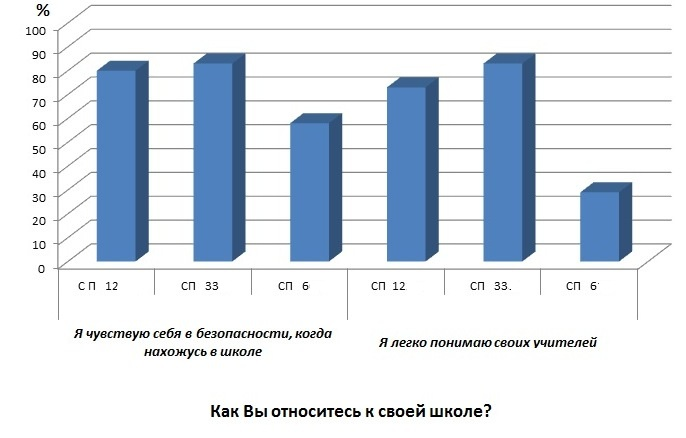 %
100
90
80
70
60
50
40
30
20
10
0
С П 12 СП 33 СП 6 СП 12 СП 33. СП 6
Я чувствую себя в безопасности, когда
нахожусь в школе
Я легко понимаю своих учителей
Как Вы относитесь к своей школе?